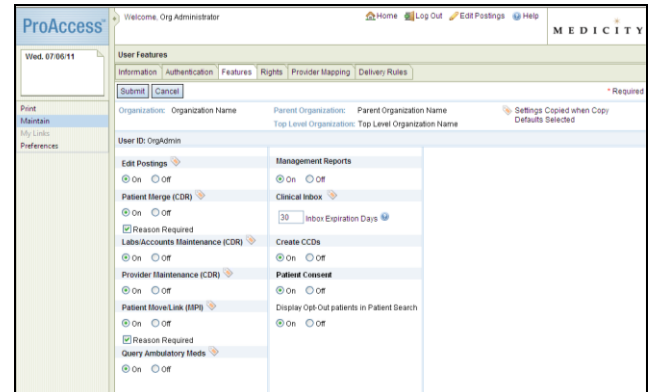 ProAccess
Welcome, Org Administrator
Home Log Out Edit Postings Help
MEDICITY
Wed. 07/06/11
User Features
Information Authentication Features Rights Provider Mapping Delivery Rules
Submit Cancel
* Required
Print
Maintain
My Links
Preferences
Organization: Organization Name
Parent Organization: Parent Organization Name
Top Level Organization: Top Level Organization Name
Settings Copied when Copy
Defaults Selected
User ID: OrgAdmin
Edit Postings
On Off
Patient Merge (CDR)
On Off
Reason Required
Labs/Accounts Maintenance (CDR)
On Off
Provider Maintenance (CDR)
On Off
Patient Move/Link (MPI)
On Off
Reason Required
Query Ambulatory Meds
On Off
Management Reports
On Off
Clinical Inbox
30 Inbox Expiration Days
Create CCDs
On Off
Patient Consent
Display Opt-Out patients in Patient Search
On Off